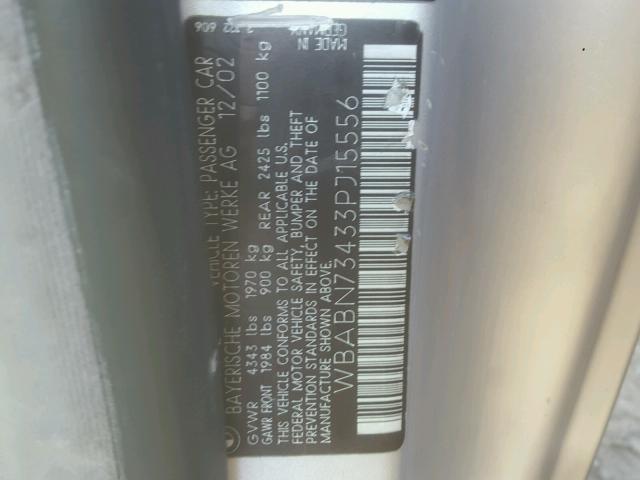 VEHICLE TYPE: PASSENGER CAR
BAYERISCHE MOTOREN WERKE AG 12/02
GVWR 4343 lbs 1970 kg
GAWR FRONT 1984 lbs 900 kg REAR 2425 lbs 1100 kg
THIS VEHICLE CONFORMS TO ALL APPLICABLE U.S.
FEDERAL MOTOR VEHICLE SAFETY, BUMPER AND THEFT
PREVENTION STANDARDS IN EFFECT ON THE DATE OF
MANUFACTURE SHOWN ABOVE.
WBABN73433PJ15556
606
MADE IN
GERMANY